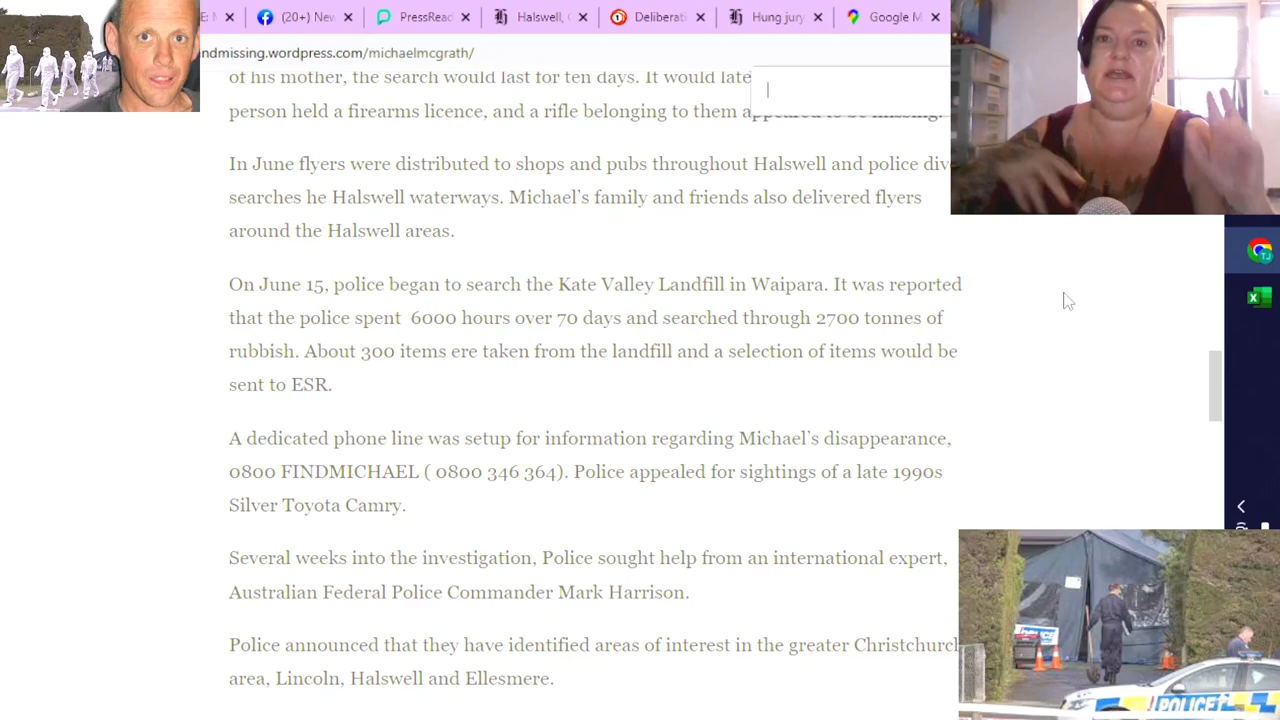 (20+) Nev
PressRead
Halswell, C
Deliberati
Hung jury
Google M
ndmissing.wordpress.com/michaelmcgrath/
of his mother, the search would last for ten days. It would late
person held a firearms licence, and a rifle belonging to them appeared to be missing.
In June flyers were distributed to shops and pubs throughout Halswell and police dive
searches he Halswell waterways. Michael's family and friends also delivered flyers
around the Halswell areas.
On June 15, police began to search the Kate Valley Landfill in Waipara. It was reported
that the police spent 6000 hours over 70 days and searched through 2700 tonnes of
rubbish. About 300 items ere taken from the landfill and a selection of items would be
sent to ESR.
A dedicated phone line was setup for information regarding Michael's disappearance,
0800 FINDMICHAEL ( 0800 346 364). Police appealed for sightings of a late 1990s
Silver Toyota Camry.
Several weeks into the investigation, Police sought help from an international expert,
Australian Federal Police Commander Mark Harrison.
Police announced that they have identified areas of interest in the greater Christchurch
area, Lincoln, Halswell and Ellesmere.
TJ
POLICE